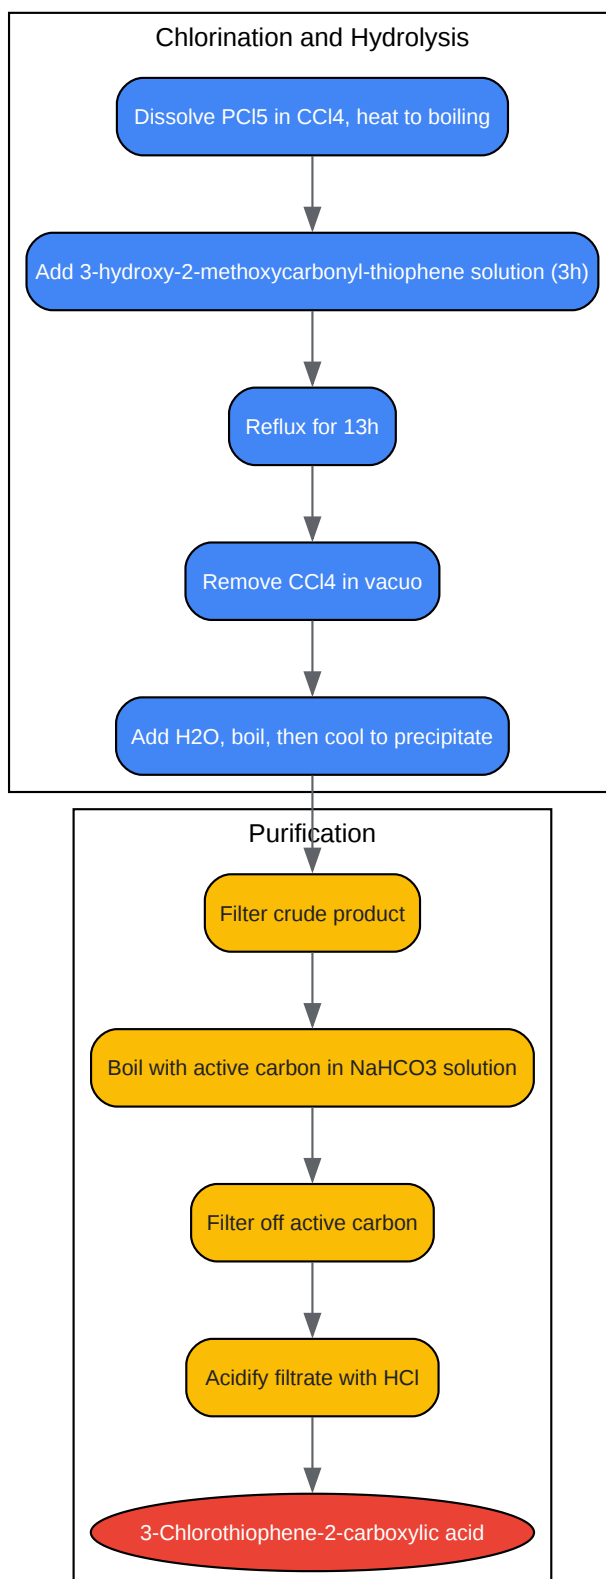 Chlorination and Hydrolysis
Dissolve PCl5 in CCl4, heat to boiling
Add 3-hydroxy-2-methoxycarbonyl-thiophene solution (3h)
Reflux for 13h
Remove CCl4 in vacuo
Add H2O, boil, then cool to precipitate
Purification
Filter crude product
Boil with active carbon in NaHCO3 solution
Filter off active carbon
Acidify filtrate with HCl
3-Chlorothiophene-2-carboxylic acid